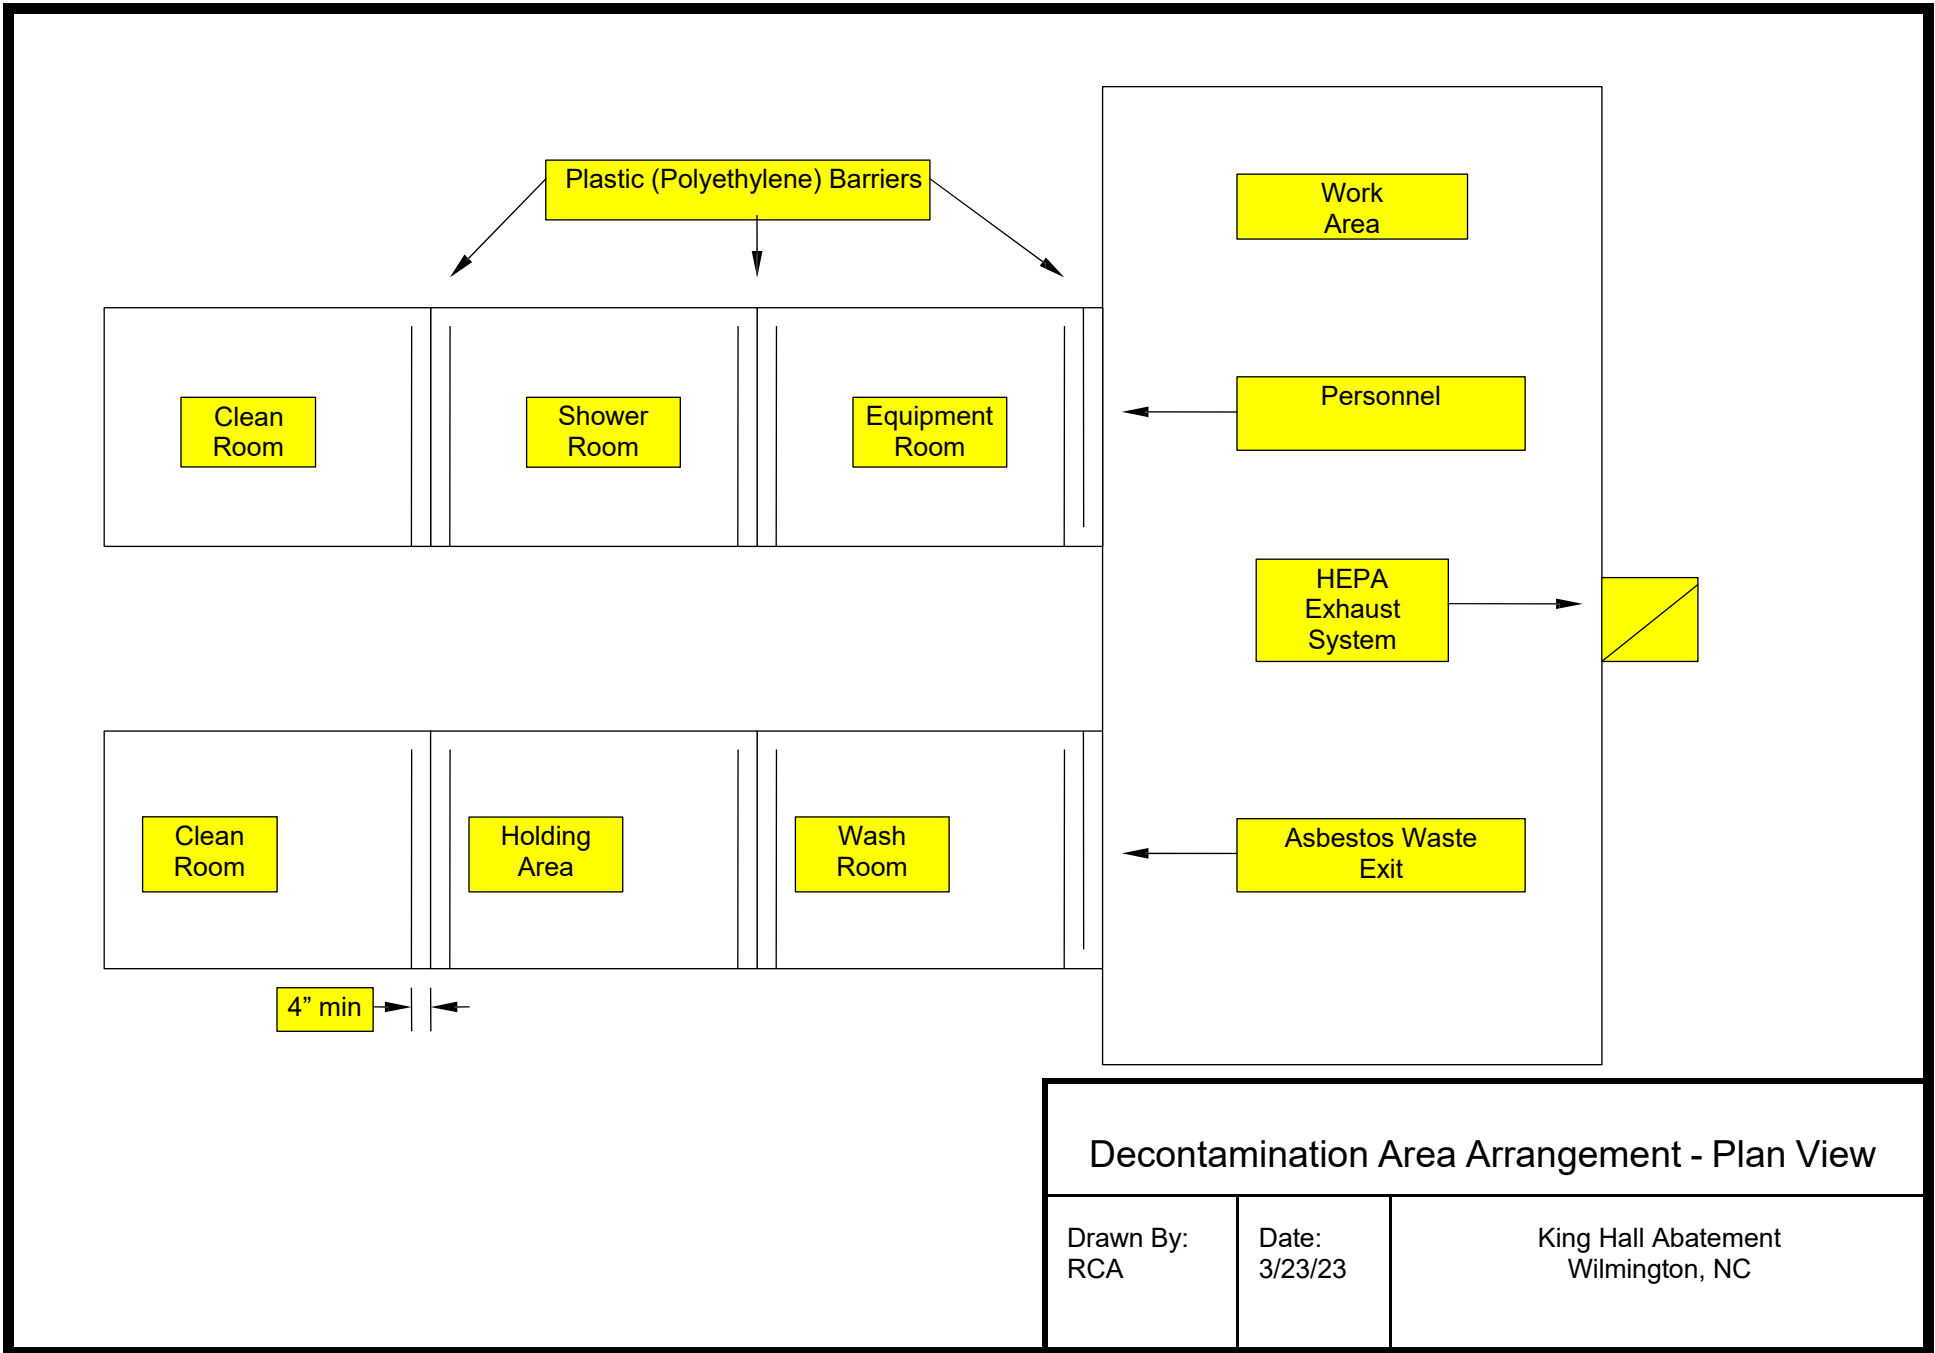 Plastic (Polyethylene) Barriers
Work
Area
Personnel
Clean
Room
Shower
Room
Equipment
Room
HEPA
Exhaust
System
Clean
Room
Holding
Area
Wash
Room
Asbestos Waste
Exit
4” min
Decontamination Area Arrangement - Plan View
Drawn By:
RCA
Date:
3/23/23
King Hall Abatement
Wilmington, NC